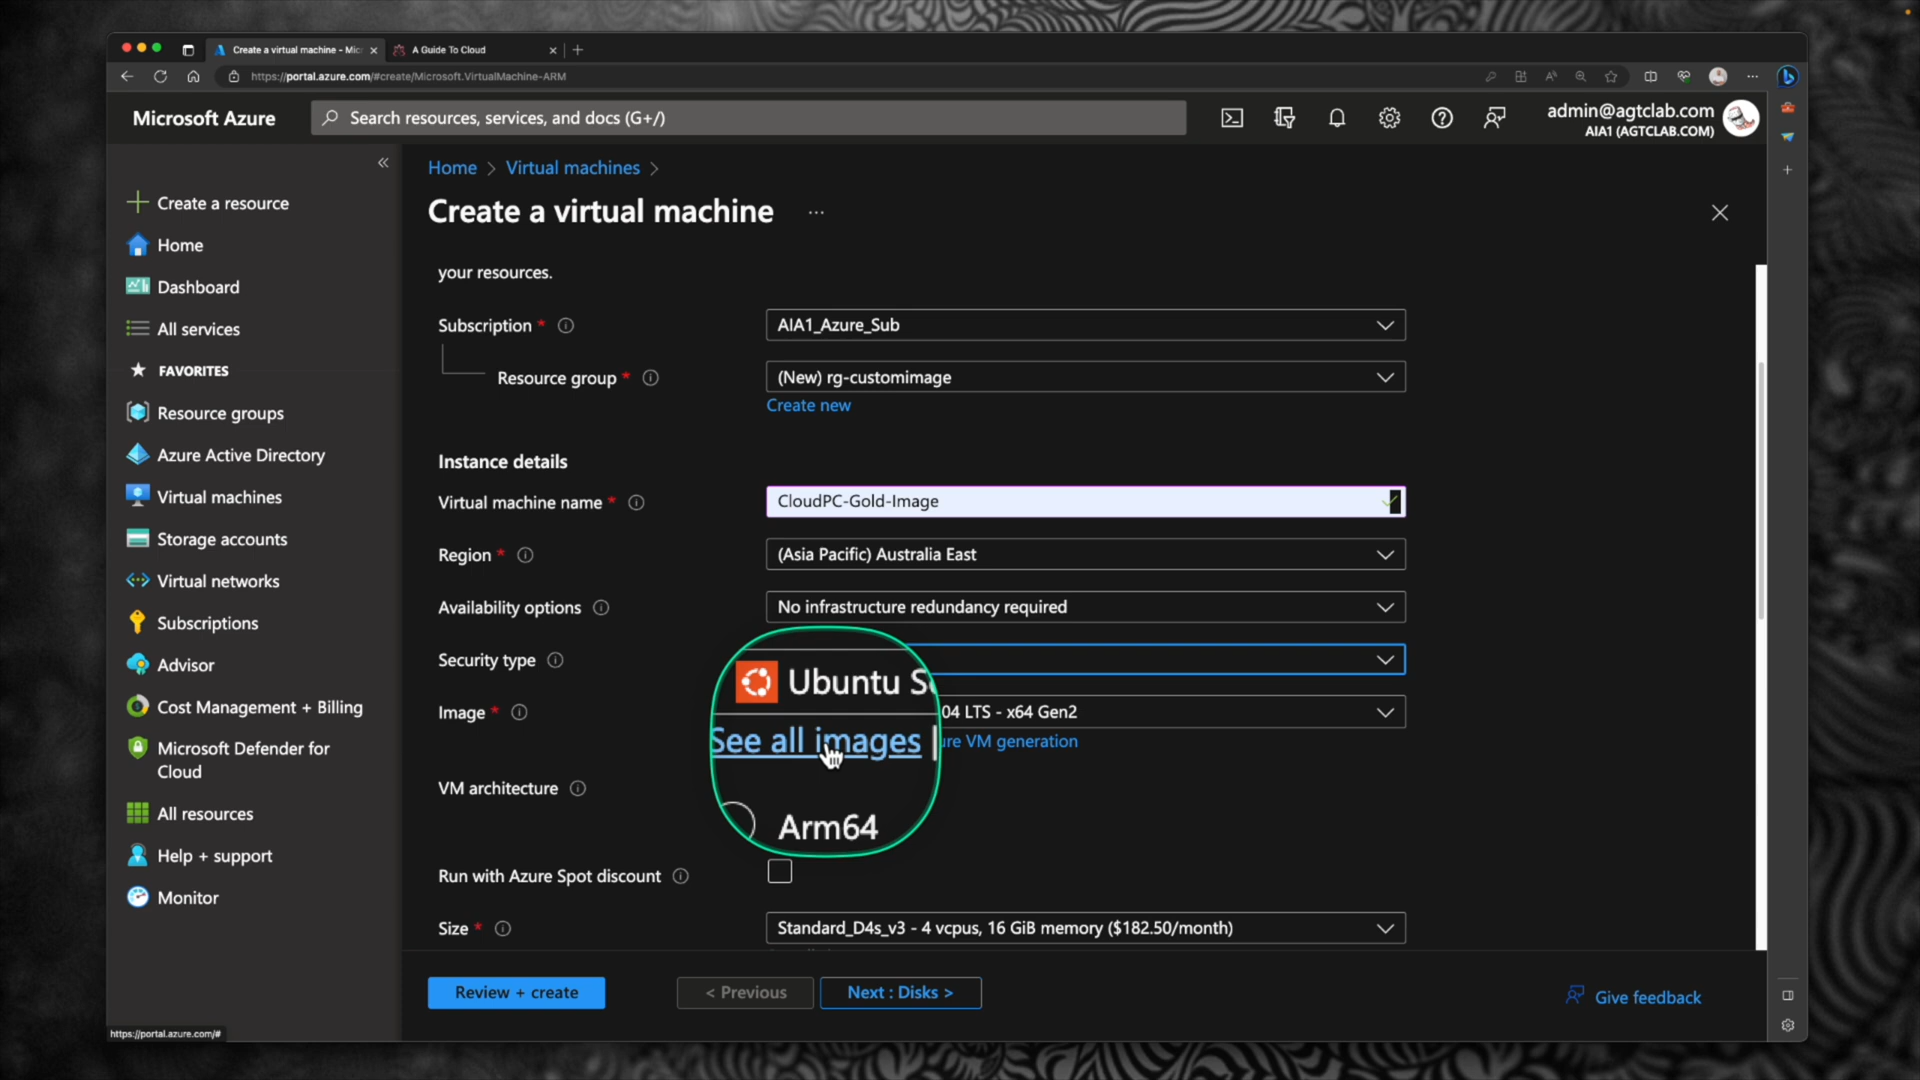 Create a virtual machine - Mic
A Guide To Cloud
https://portal.azure.com/#create/Microsoft.VirtualMachine-ARM
Microsoft Azure
Search resources, services, and docs (G+/)
admin@agtclab.com
AIA1 (AGTCLAB.COM)
Create a resource
Home
Dashboard
All services
FAVORITES
Resource groups
Azure Active Directory
Virtual machines
Storage accounts
Virtual networks
Subscriptions
Advisor
Cost Management + Billing
Microsoft Defender for
Cloud
All resources
Help + support
Monitor
Home > Virtual machines >
Create a virtual machine ...
your resources.
Subscription *
AIA1_Azure_Sub
Resource group *
(New) rg-customimage
Create new
Instance details
Virtual machine name *
CloudPC-Gold-Image
Region *
(Asia Pacific) Australia East
Availability options
No infrastructure redundancy required
Security type
Image *
Ubuntu S
04 LTS - x64 Gen2
See all images |
ure VM generation
VM architecture
Arm64
Run with Azure Spot discount
Size *
Standard_D4s_v3 - 4 vcpus, 16 GiB memory ($182.50/month)
Review + create
< Previous
Next : Disks >
Give feedback
https://portal.azure.com/#